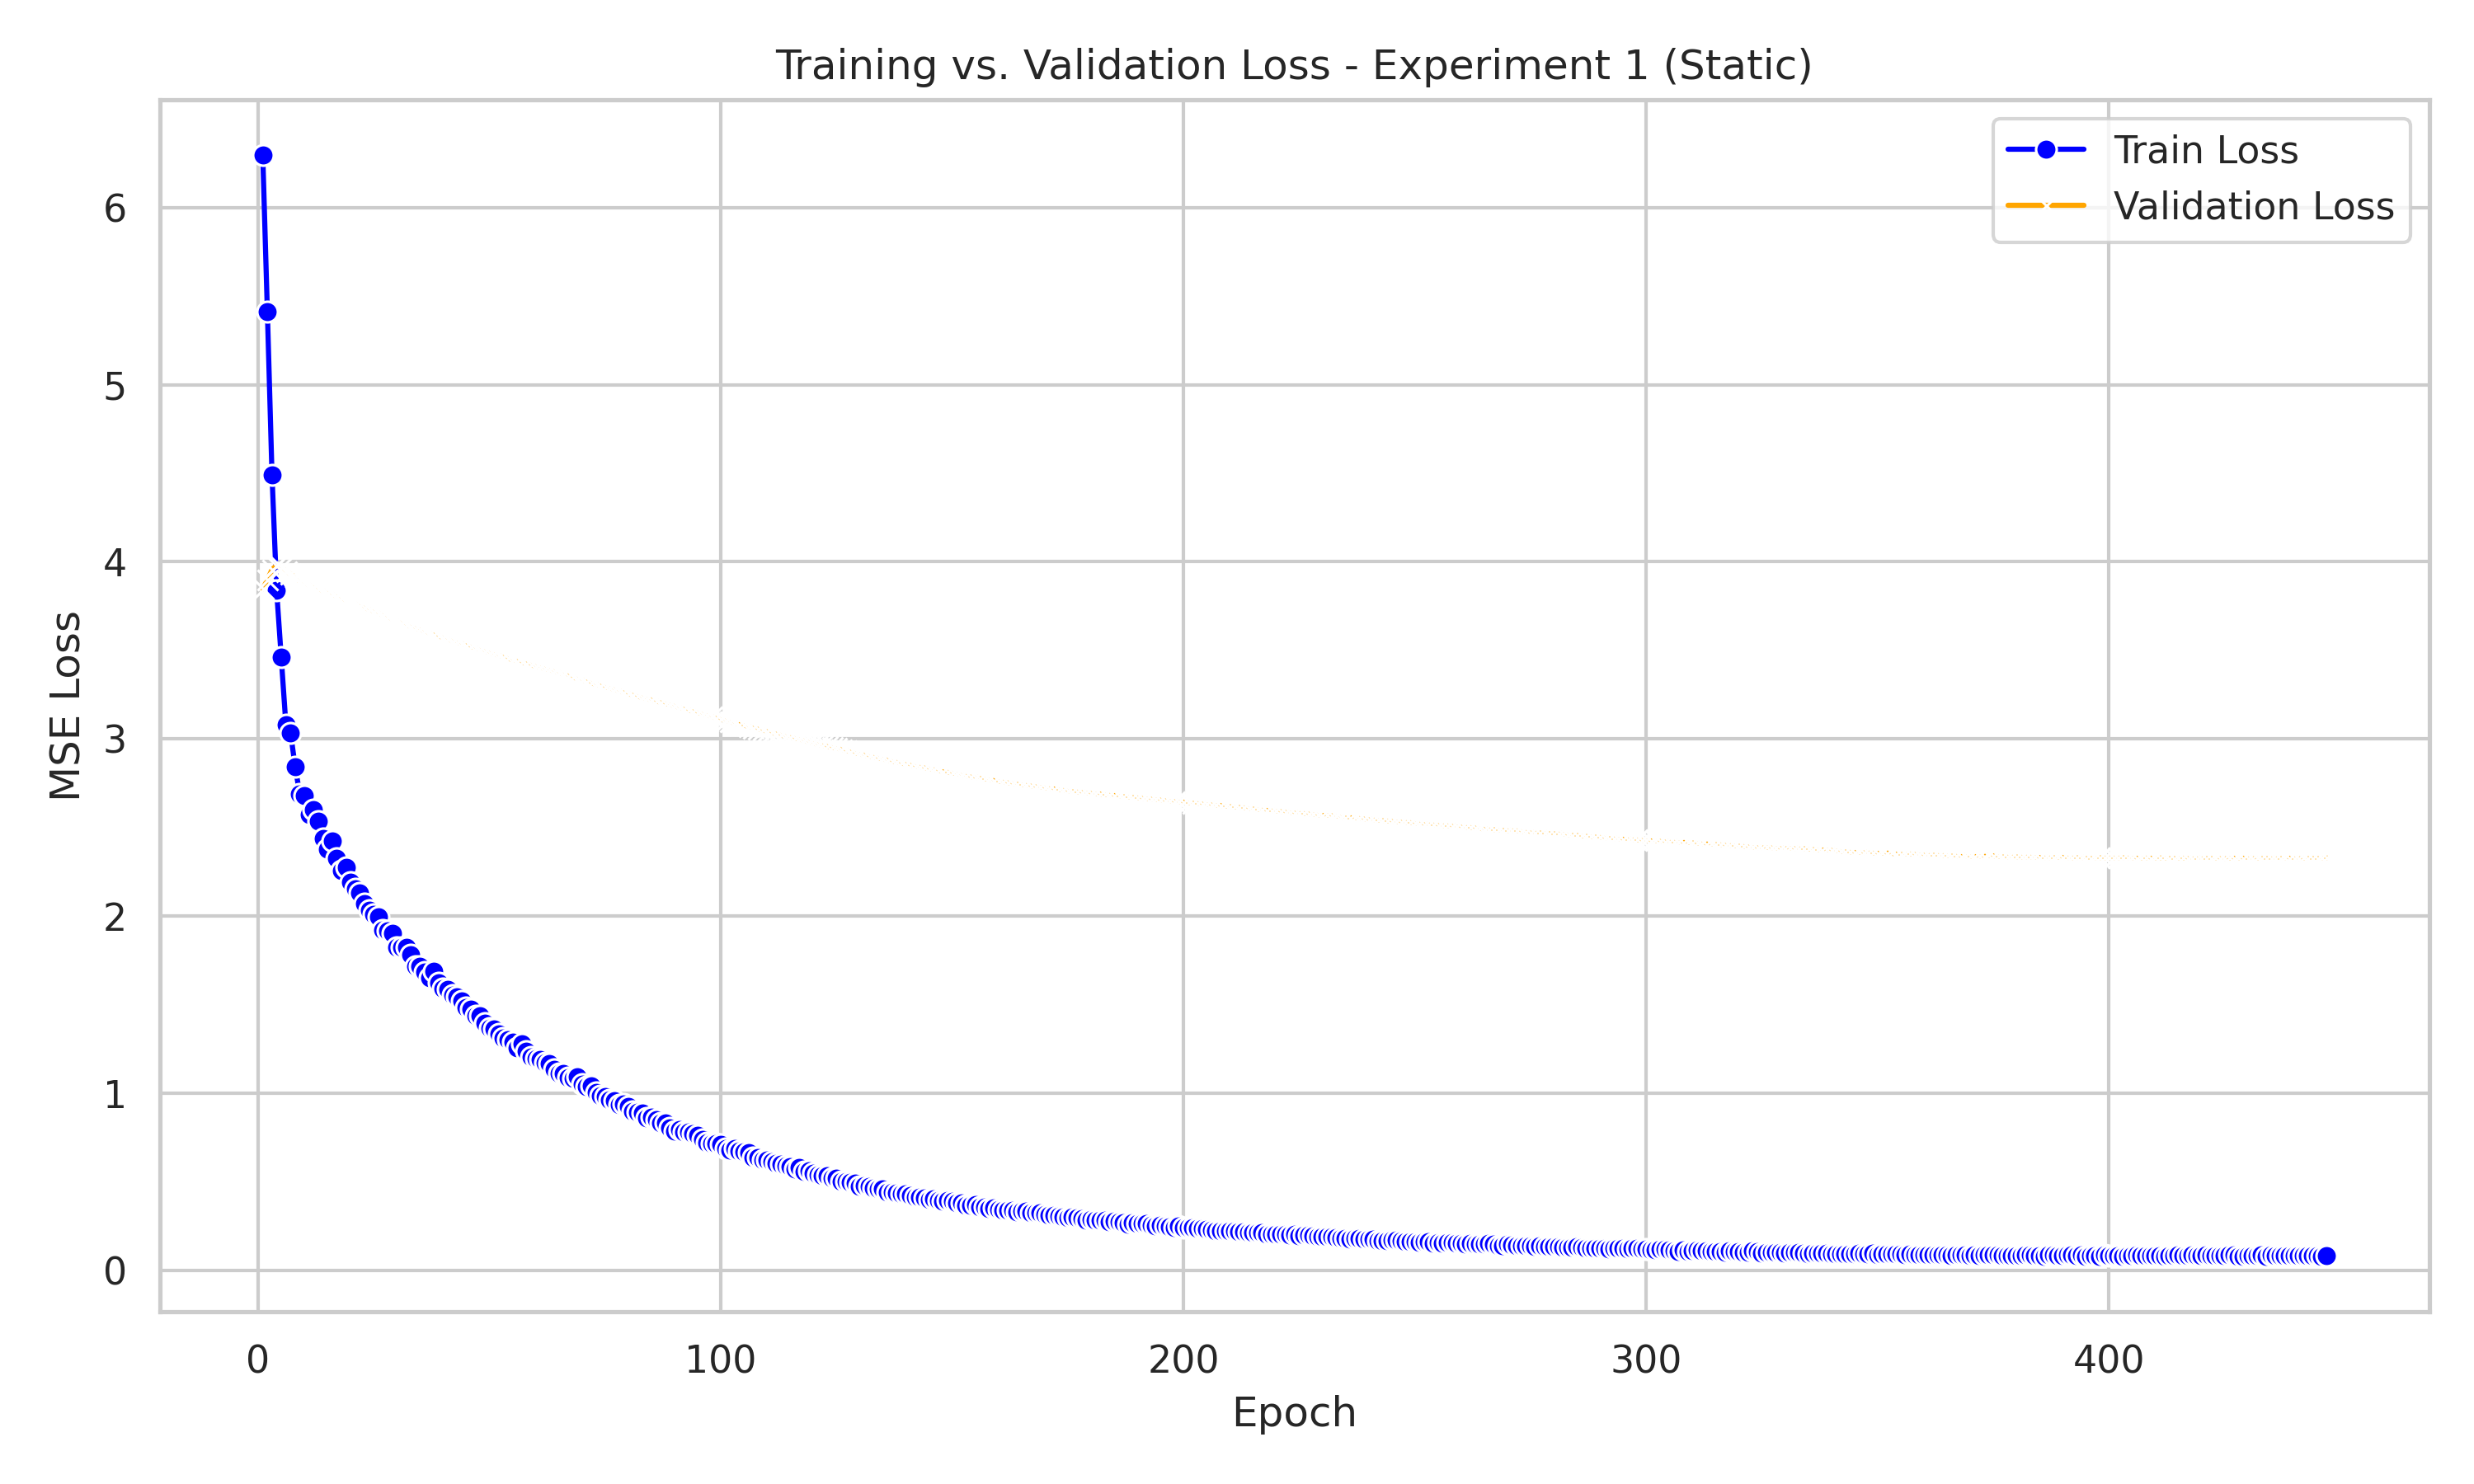 Training vs. Validation Loss - Experiment 1 (Static)
Train Loss
Validation Loss
MSE Loss
6
5
4
3
2
1
0
0 100 200 300 400
Epoch